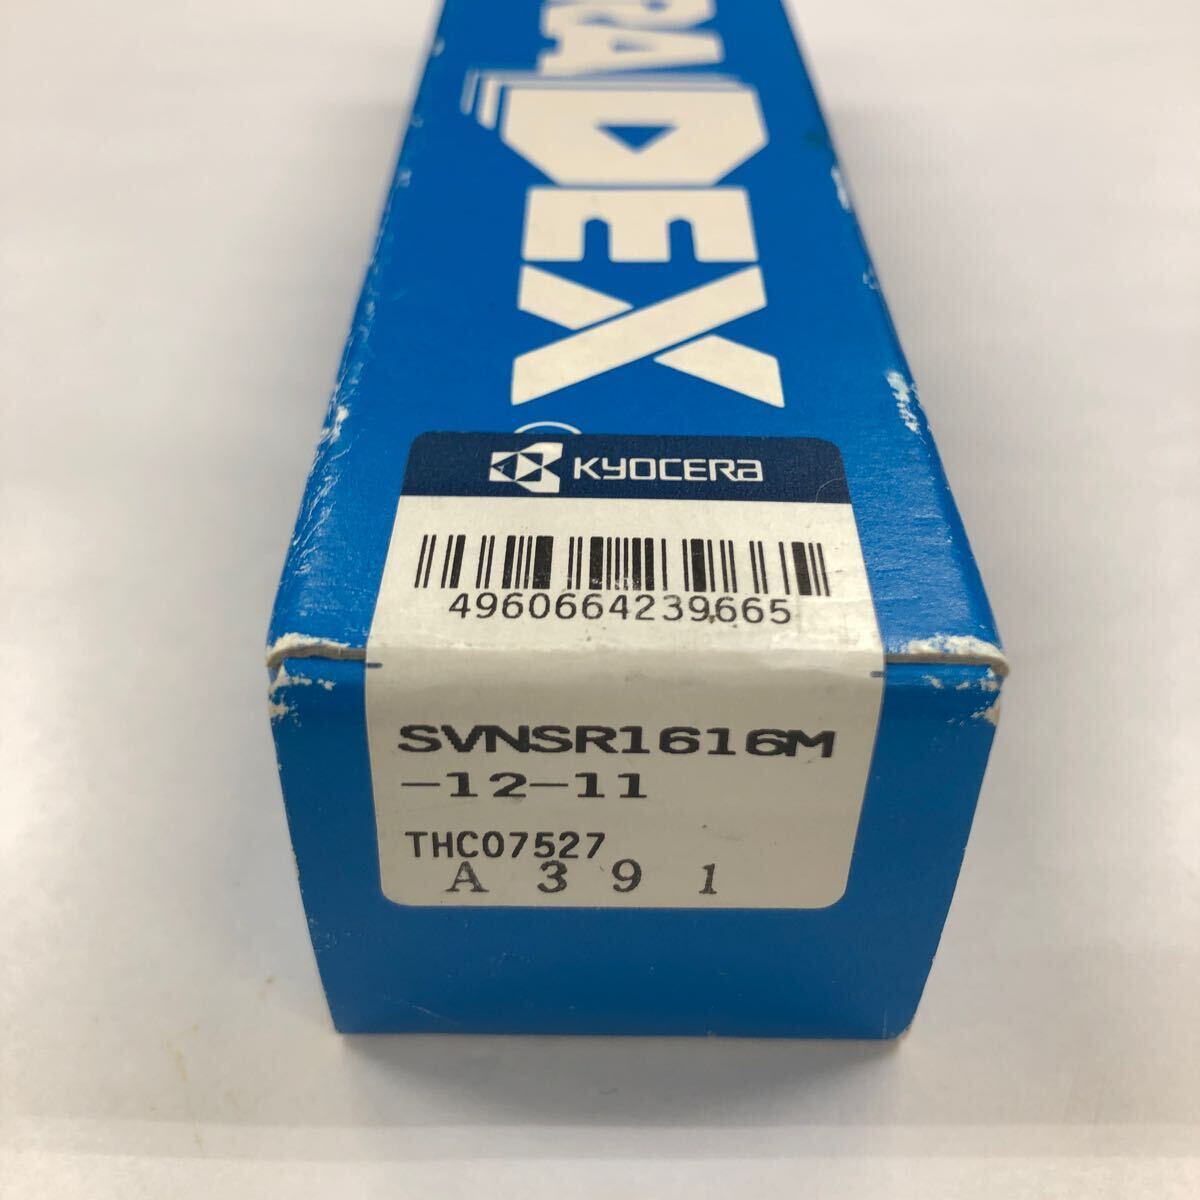 RADEX
KYOCERA
4960664239665
SVNSR1616M
-12-11
THC07527
A 3 9 1